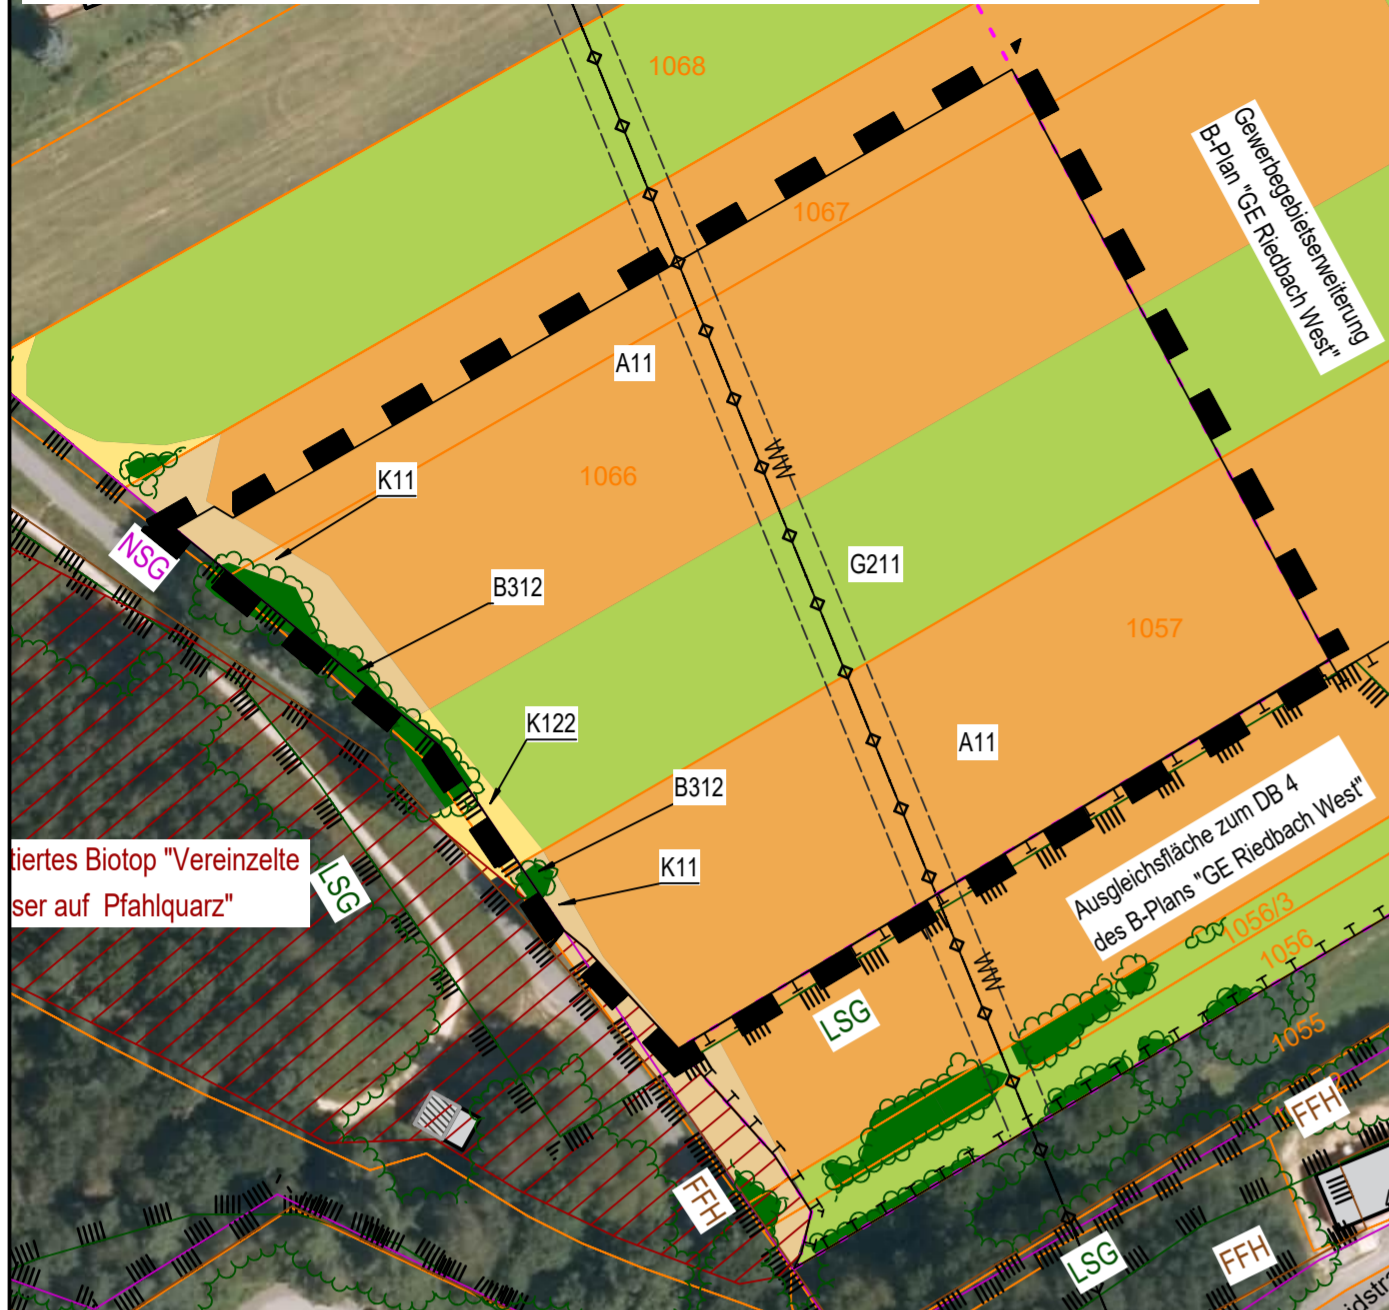 1068
1067
Gewerbegebietserweiterung
B-Plan "GE Riedbach West"
A11
1066
K11
NSG
B312
G211
1057
K122
A11
B312
K11
tiertes Biotop "Vereinzelte
ser auf Pfahlquarz"
LSG
Ausgleichsfläche zum DB 4
des B-Plans "GE Riedbach West"
1056/3
1056
LSG
1055
FFH
FFH
LSG
FFH